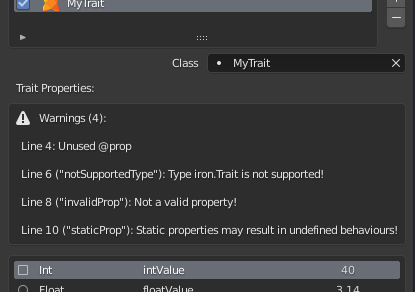 MyTrait
Class
MyTrait
Trait Properties:
Warnings (4):
Line 4: Unused @prop
Line 6 ("notSupportedType"): Type iron.Trait is not supported!
Line 8 ("invalidProp"): Not a valid property!
Line 10 ("staticProp"): Static properties may result in undefined behaviours!
Int intValue 40
Float floatValue 3.14